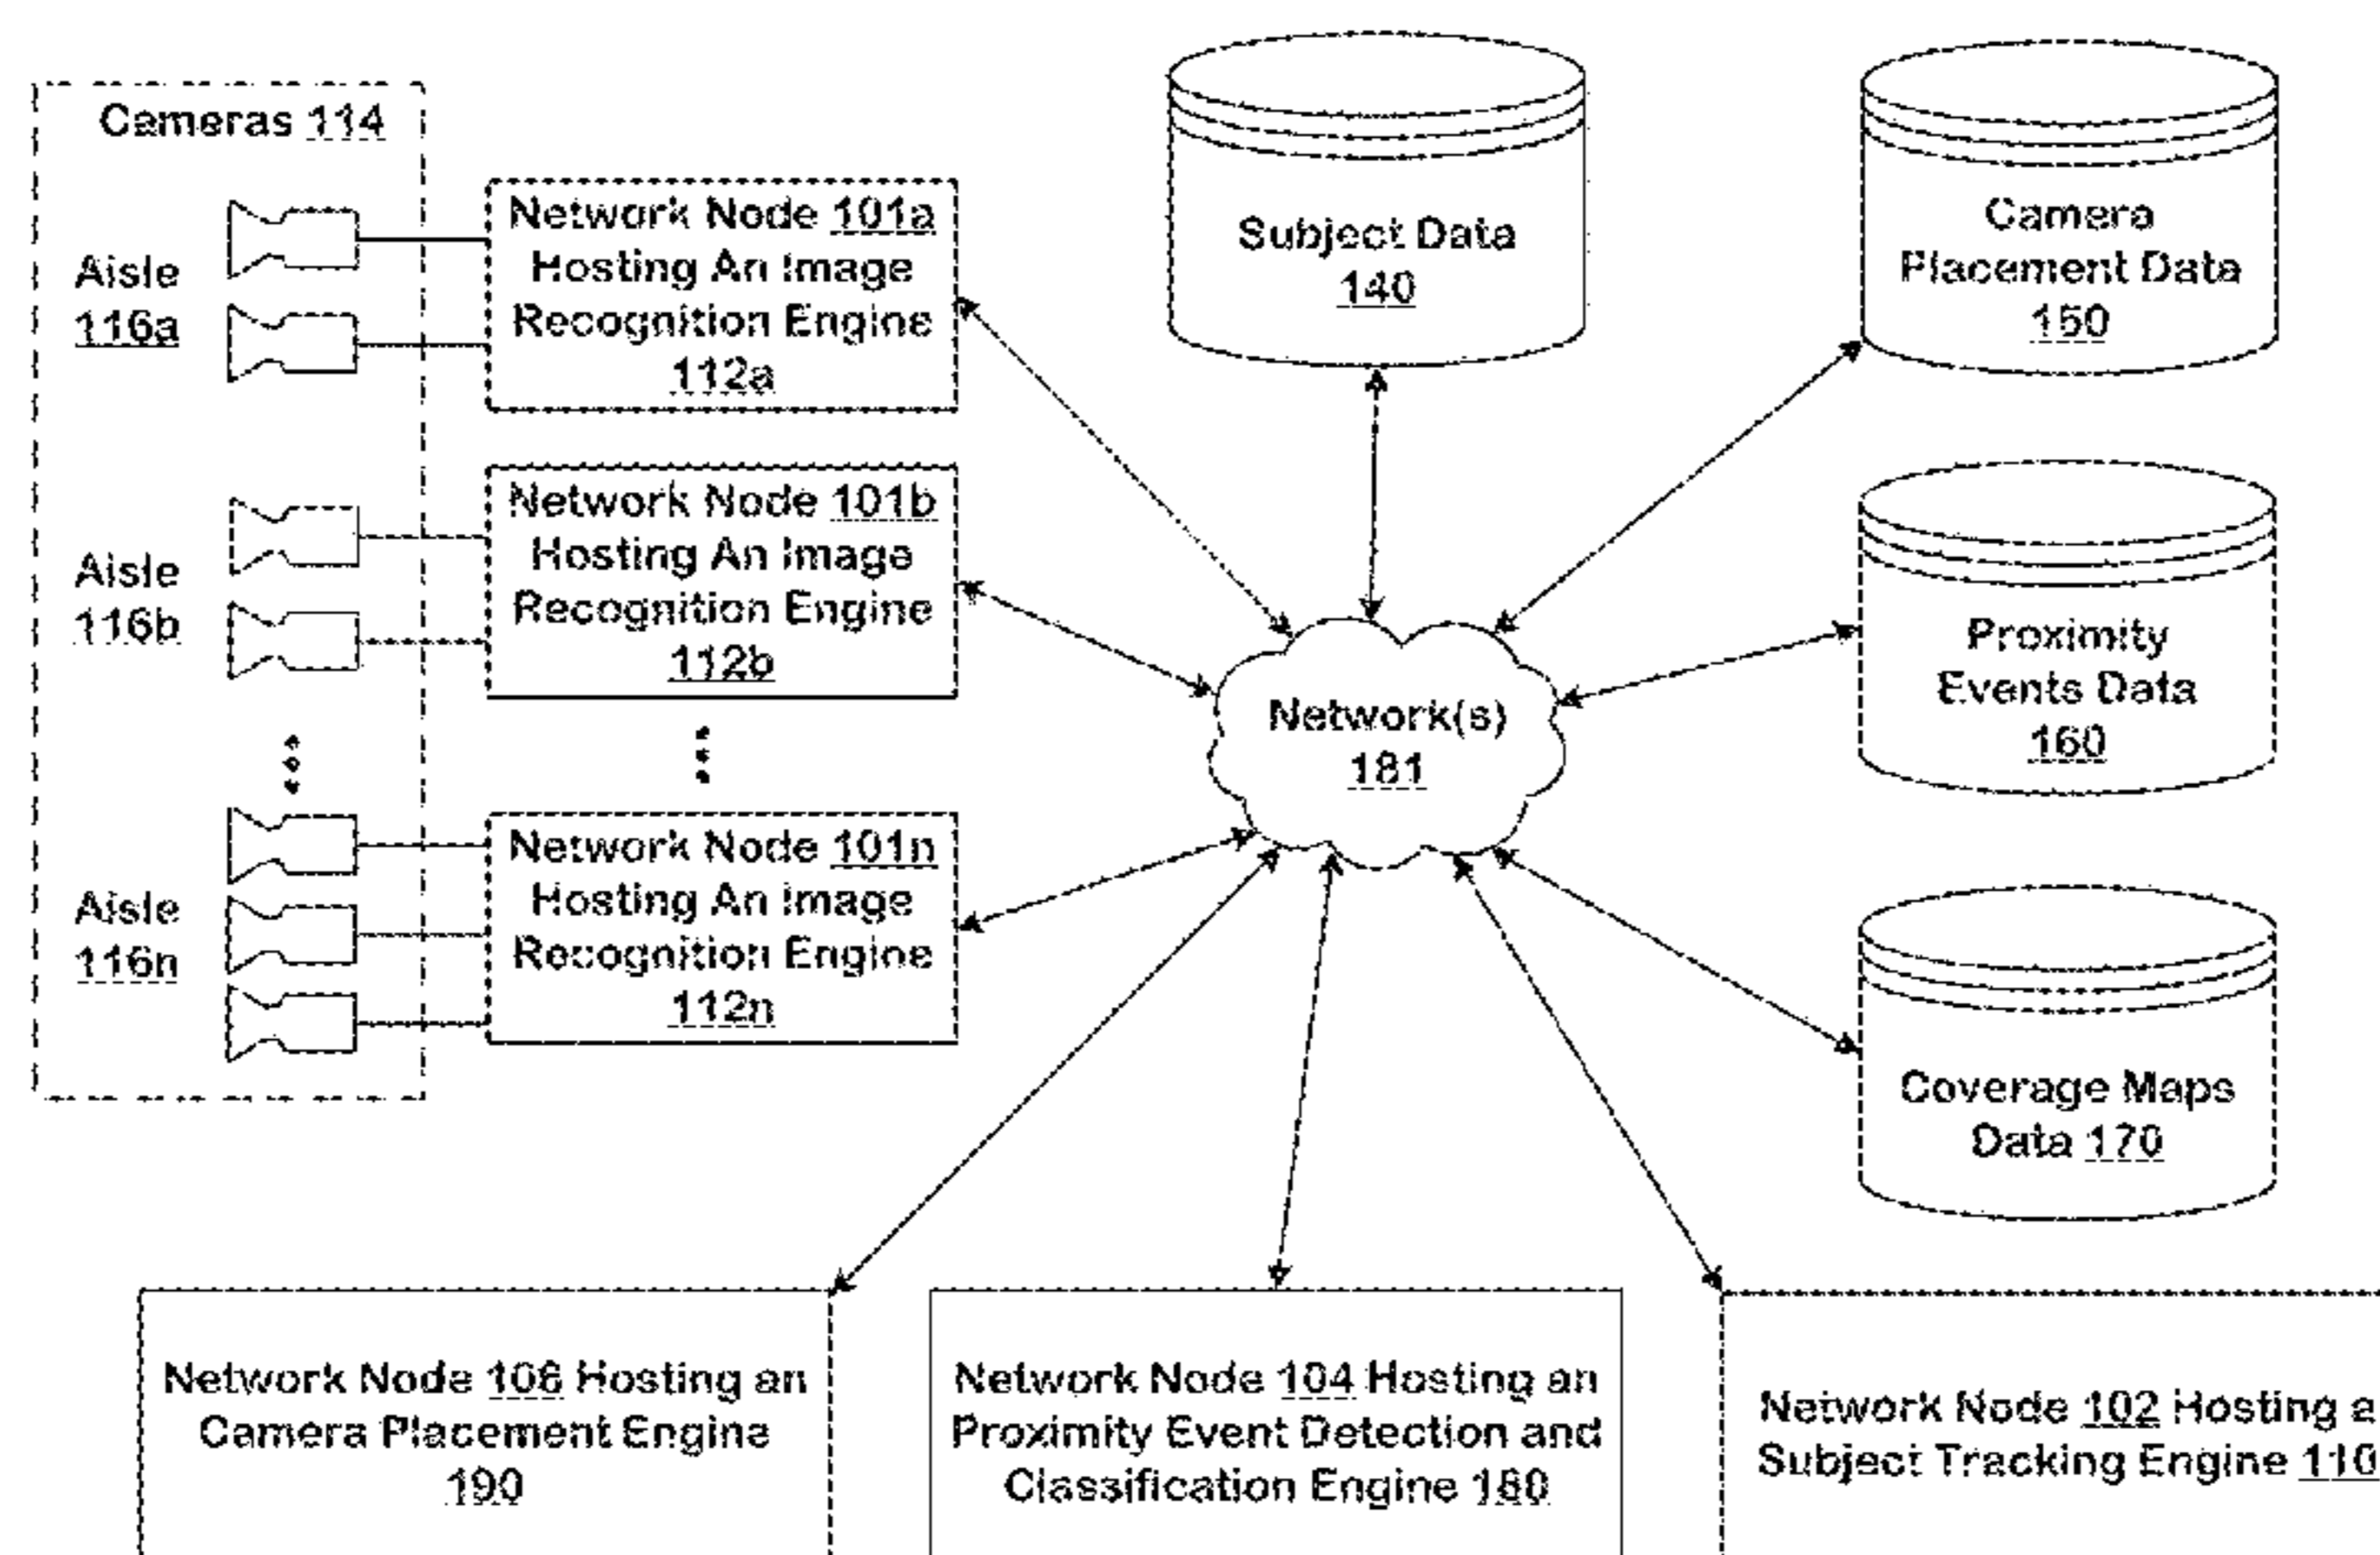 Cameras 114
Aisle
116a
Network Node 101a
Hosting An Image
Recognition Engine
112a
Aisle
116b
Network Node 101b
Hosting An Image
Recognition Engine
112b
Aisle
116n
Network Node 101n
Hosting An Image
Recognition Engine
112n
Subject Data
140
Camera
Placement Data
150
Proximity
Events Data
160
Network(s)
181
Coverage Maps
Data 170
Network Node 106 Hosting an
Camera Placement Engine
190
Network Node 104 Hosting an
Proximity Event Detection and
Classification Engine 180
Network Node 102 Hosting a
Subject Tracking Engine 110